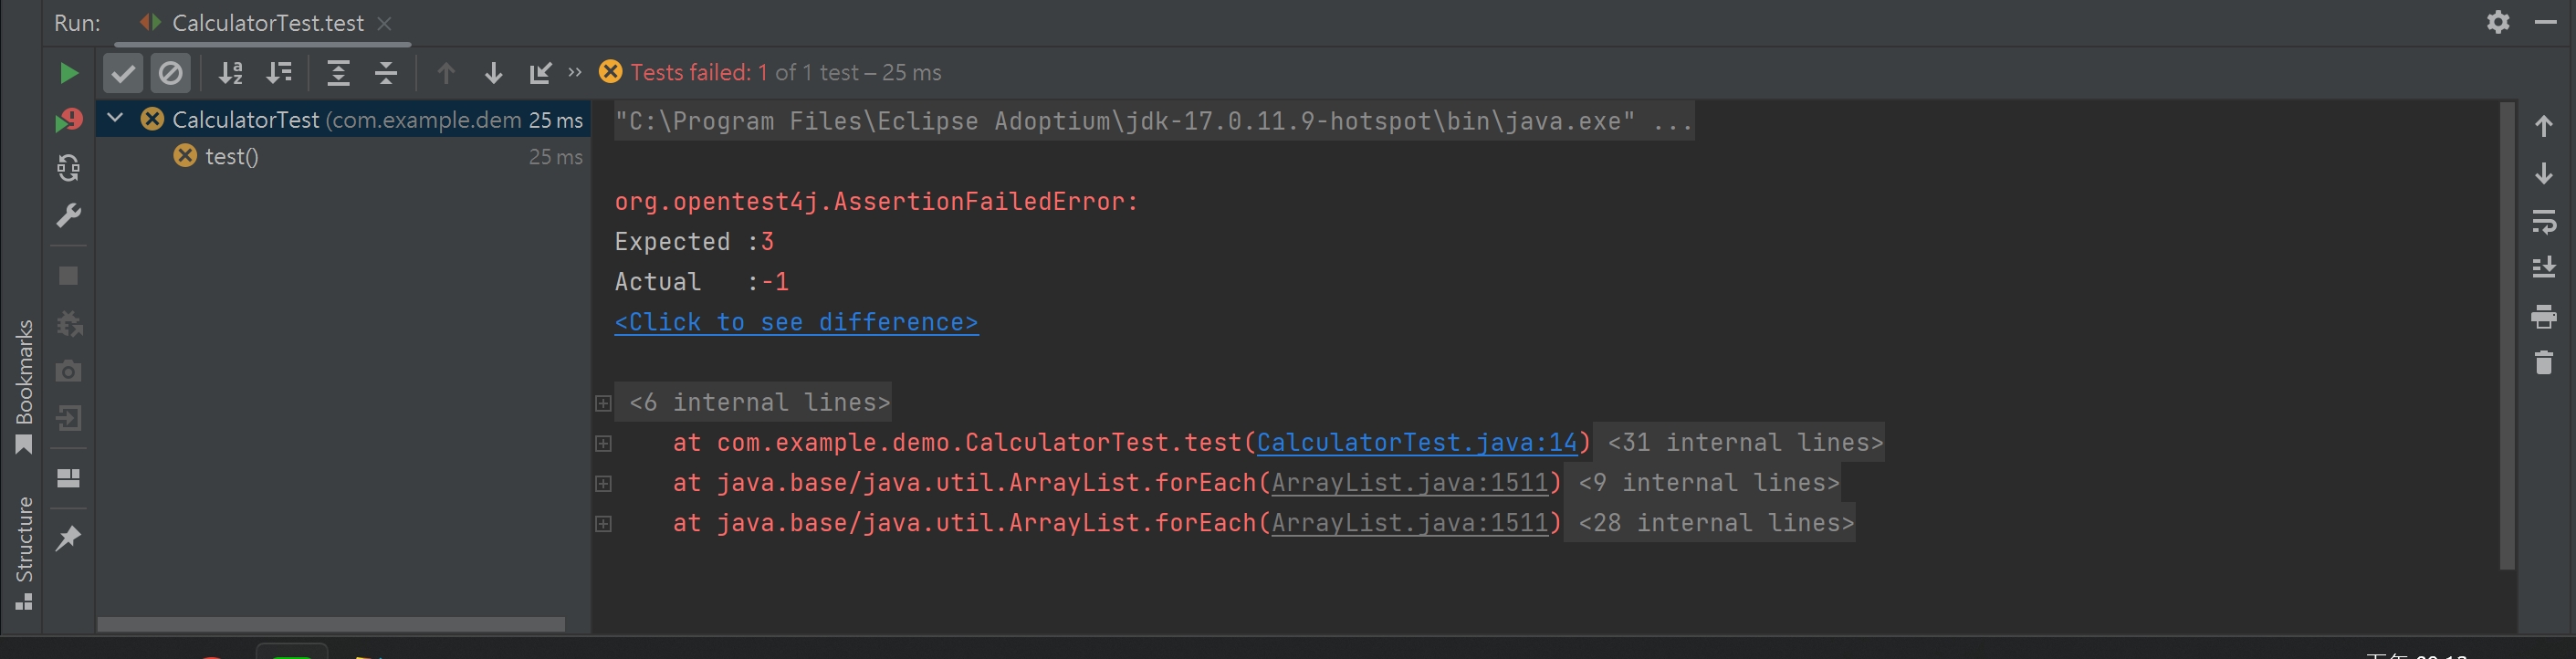 Run: CalculatorTest.test
Tests failed: 1 of 1 test – 25 ms
CalculatorTest (com.example.dem 25 ms
test() 25 ms
"C:\Program Files\Eclipse Adoptium\jdk-17.0.11.9-hotspot\bin\java.exe" ...
org.opentest4j.AssertionFailedError:
Expected :3
Actual   :-1
<Click to see difference>
<6 internal lines>
at com.example.demo.CalculatorTest.test(CalculatorTest.java:14) <31 internal lines>
at java.base/java.util.ArrayList.forEach(ArrayList.java:1511) <9 internal lines>
at java.base/java.util.ArrayList.forEach(ArrayList.java:1511) <28 internal lines>
Bookmarks
Structure